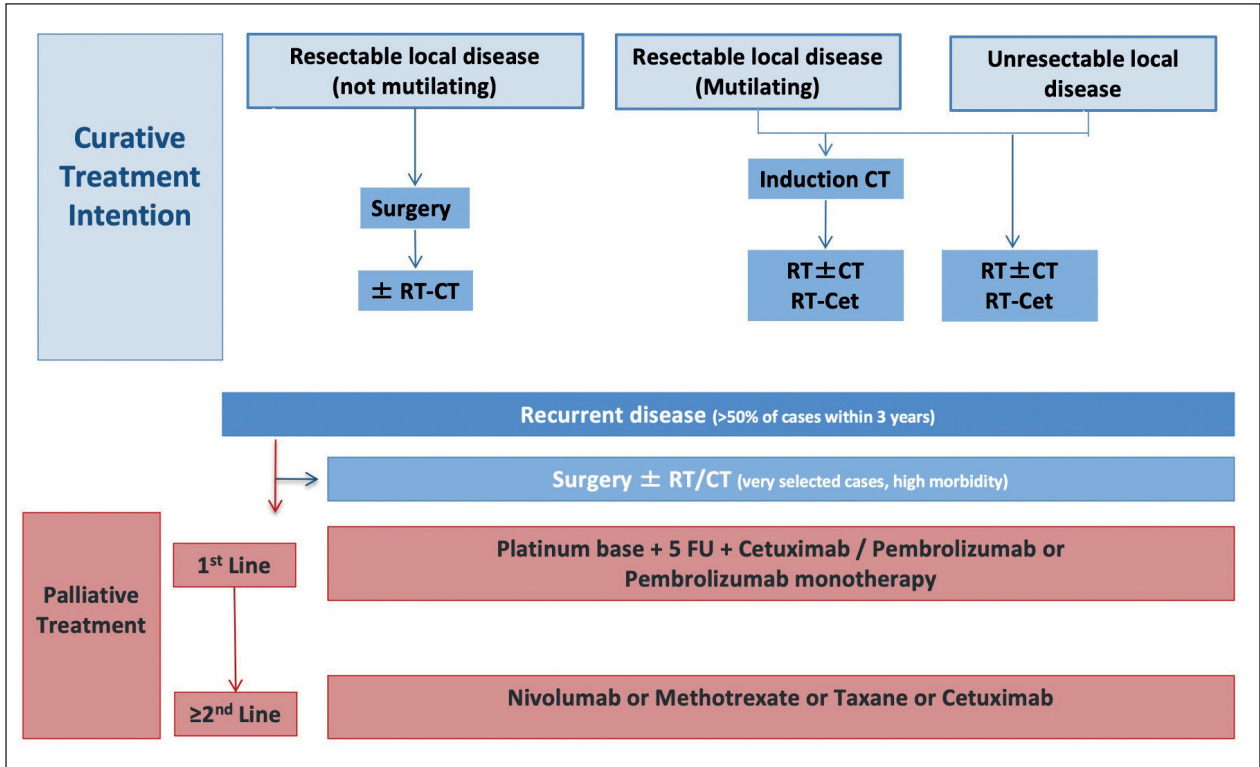 Curative
Treatment
Intention
Resectable local disease
(not mutilating)
Resectable local disease
(Mutilating)
Unresectable local
disease
Surgery
± RT-CT
Induction CT
RT±CT
RT-Cet
RT±CT
RT-Cet
Recurrent disease (>50% of cases within 3 years)
Surgery ± RT/CT (very selected cases, high morbidity)
Palliative
Treatment
1st Line
Platinum base + 5 FU + Cetuximab / Pembrolizumab or
Pembrolizumab monotherapy
≥2nd Line
Nivolumab or Methotrexate or Taxane or Cetuximab